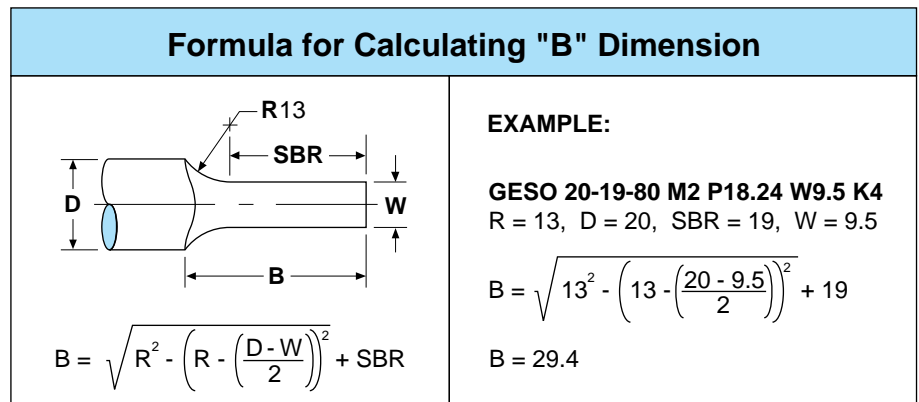 Formula for Calculating "B" Dimension
R13
SBR
D
W
B
B = √(R² - (R - ((D - W)/2))²) + SBR
EXAMPLE:
GESO 20-19-80 M2 P18.24 W9.5 K4
R = 13, D = 20, SBR = 19, W = 9.5
B = √(13² - (13 - ((20 - 9.5)/2))²) + 19
B = 29.4